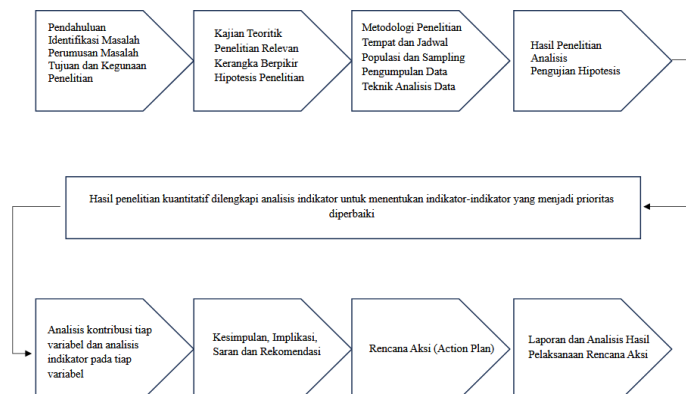 Pendahuluan
Identifikasi Masalah
Perumusan Masalah
Tujuan dan Kegunaan
Penelitian
Kajian Teoritik
Penelitian Relevan
Kerangka Berpikir
Hipotesis Penelitian
Metodologi Penelitian
Tempat dan Jadwal
Populasi dan Sampling
Pengumpulan Data
Teknik Analisis Data
Hasil Penelitian
Analisis
Pengujian Hipotesis
Hasil penelitian kuantitatif dilengkapi analisis indikator untuk menentukan indikator-indikator yang menjadi prioritas
diperbaiki
Analisis kontribusi tiap
variabel dan analisis
indikator pada tiap
variabel
Kesimpulan, Implikasi,
Saran dan Rekomendasi
Rencana Aksi (Action Plan)
Laporan dan Analisis Hasil
Pelaksanaan Rencana Aksi